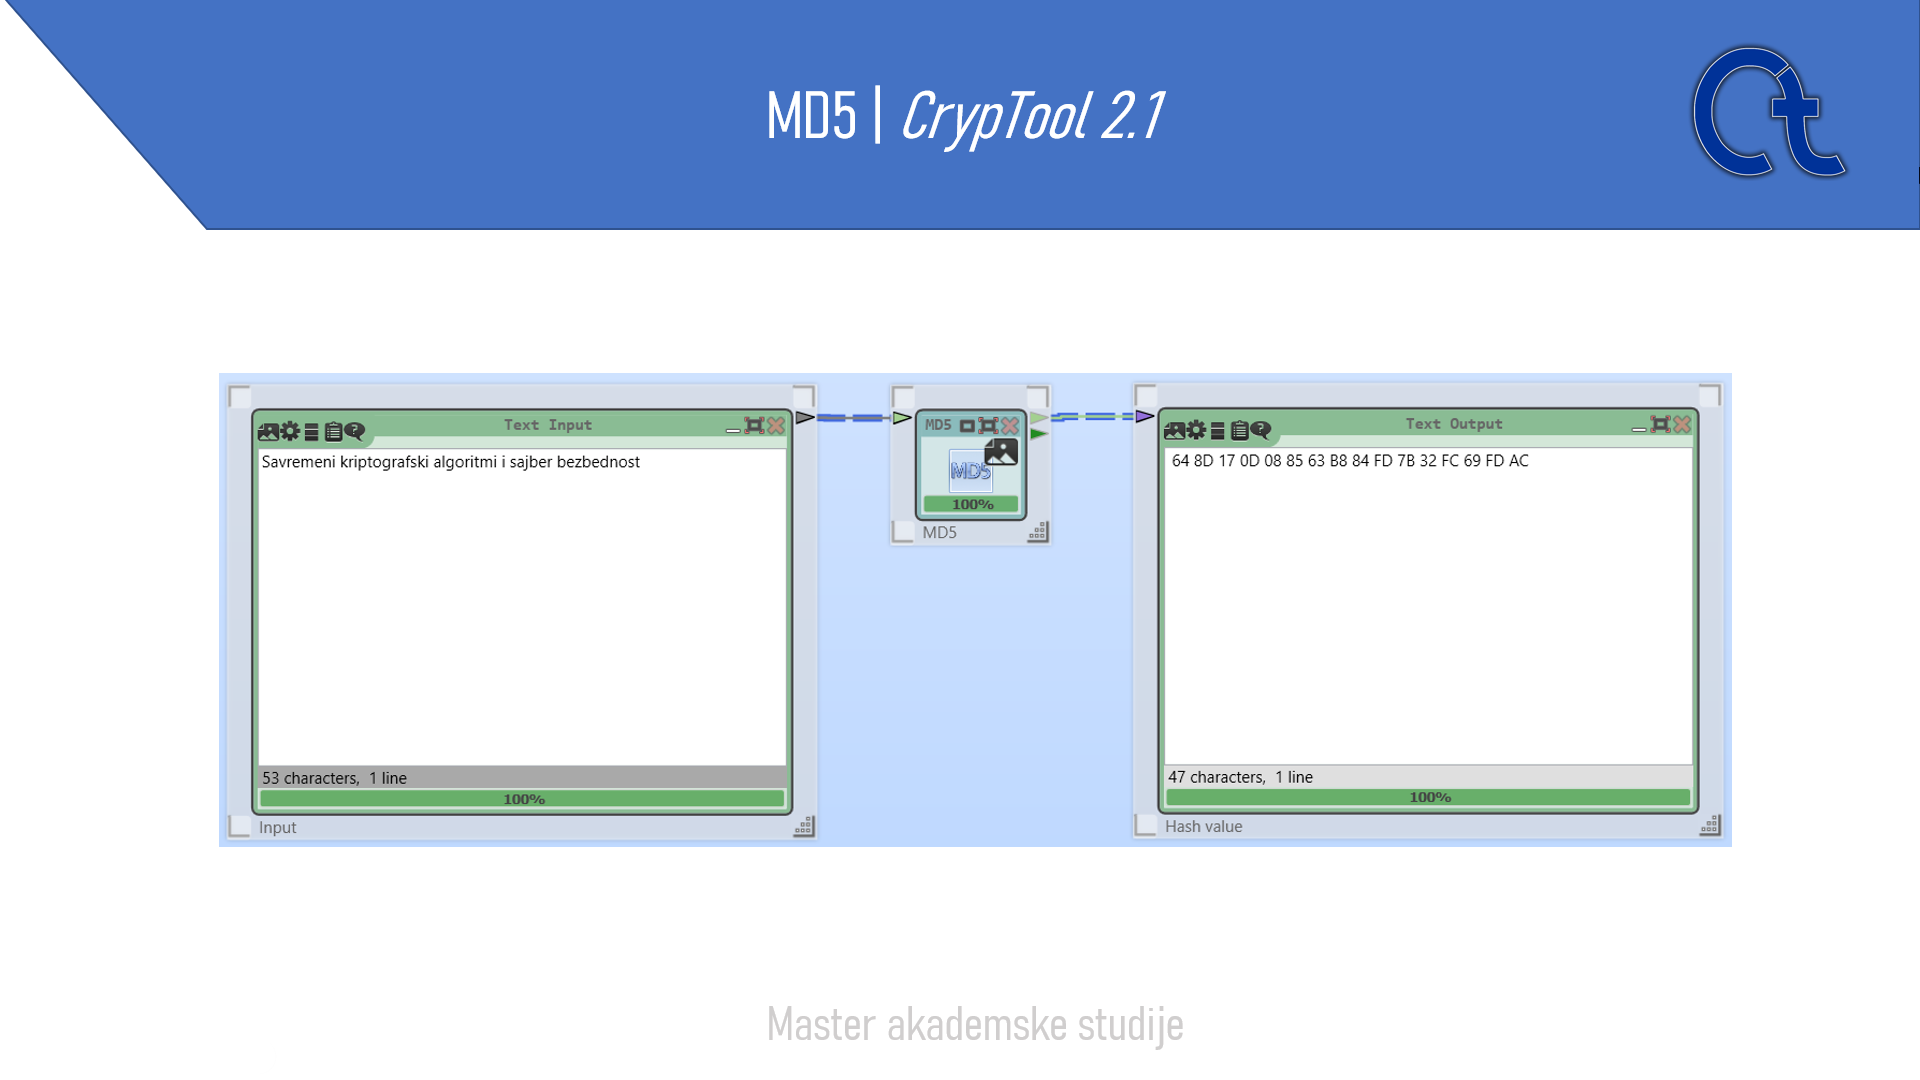 MD5 | CrypTool 2.1
Ct
Text Input
Savremeni kriptografski algoritmi i sajber bezbednost
53 characters, 1 line
100%
Input
MD5
MD5
100%
MD5
Text Output
64 8D 17 0D 08 85 63 B8 84 FD 7B 32 FC 69 FD AC
47 characters, 1 line
100%
Hash value
Master akademske studije